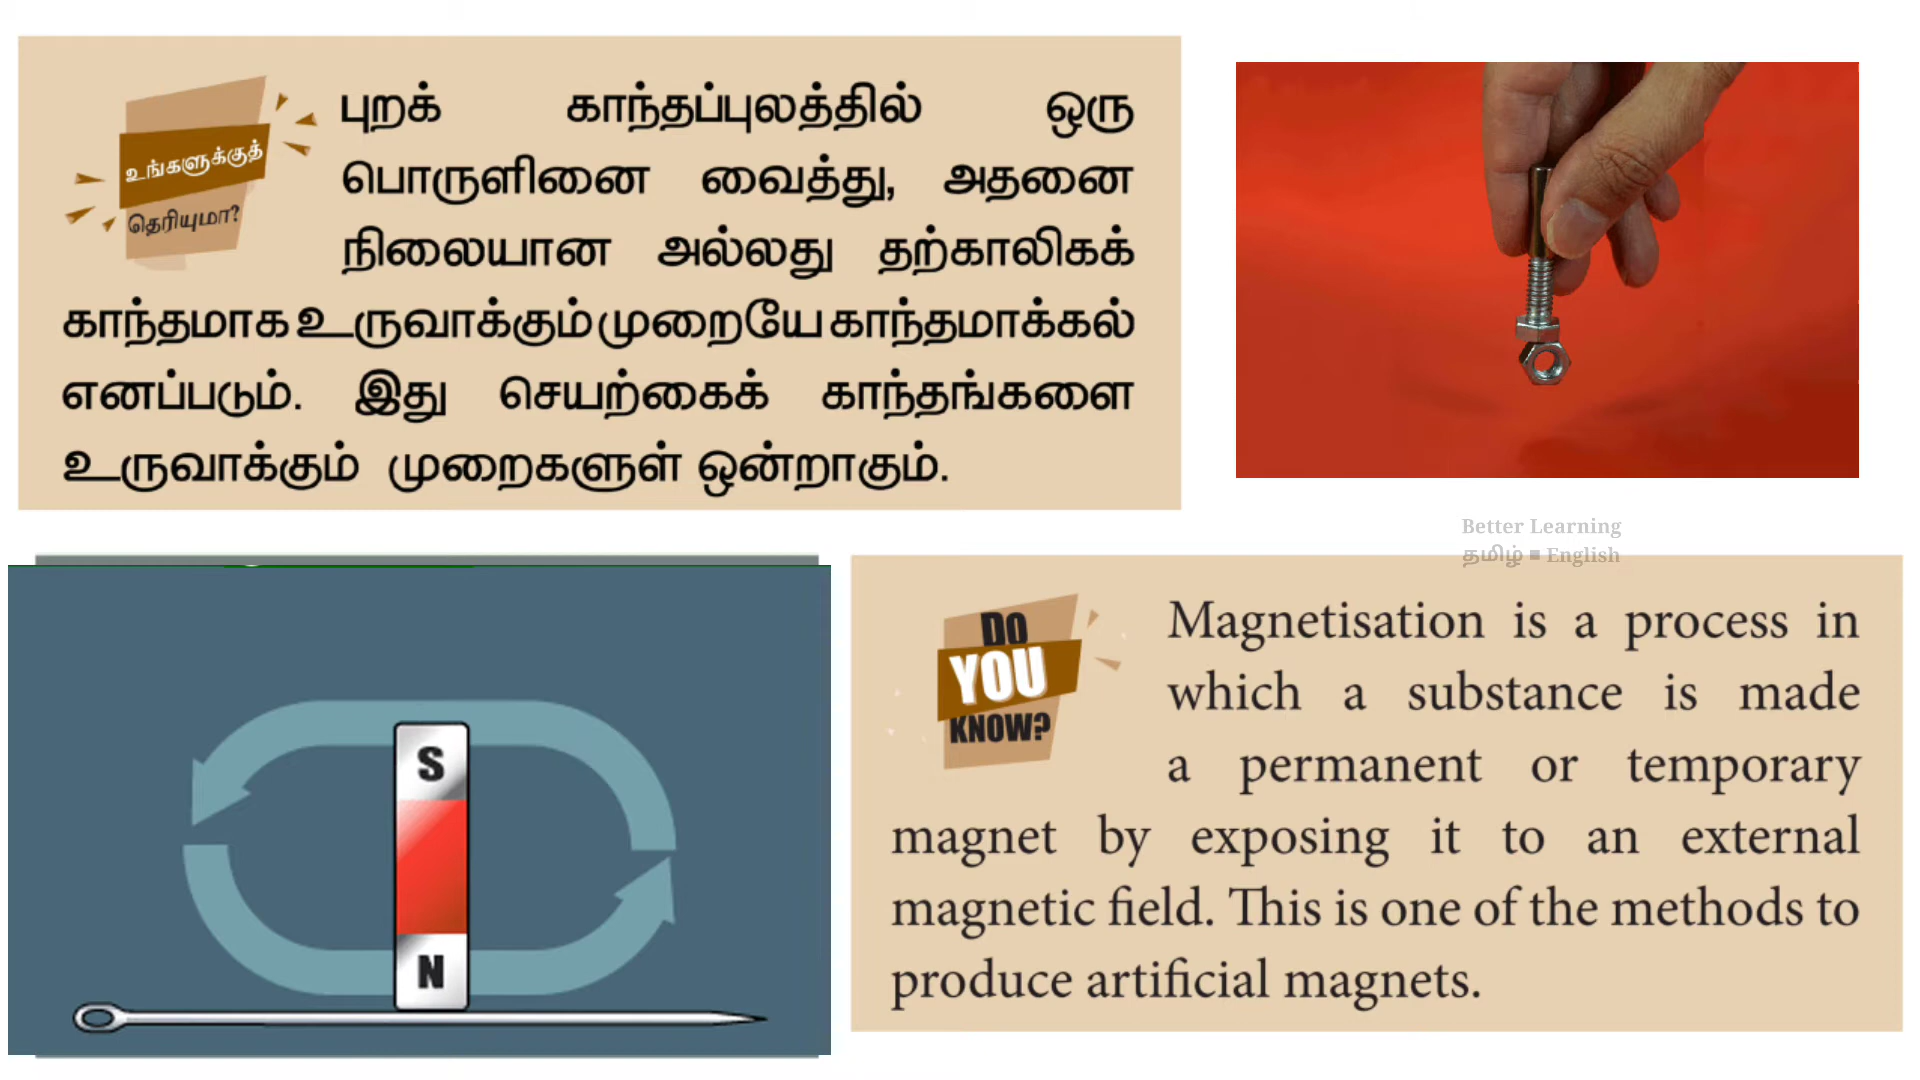 உங்களுக்குத்
தெரியுமா?
புறக் காந்தப்புலத்தில் ஒரு
பொருளினை வைத்து, அதனை
நிலையான அல்லது தற்காலிகக்
காந்தமாக உருவாக்கும் முறையே காந்தமாக்கல்
எனப்படும். இது செயற்கைக் காந்தங்களை
உருவாக்கும் முறைகளுள் ஒன்றாகும்.
Better Learning
தமிழ் ▪ English
S
N
DO
YOU
KNOW?
Magnetisation is a process in
which a substance is made
a permanent or temporary
magnet by exposing it to an external
magnetic field. This is one of the methods to
produce artificial magnets.